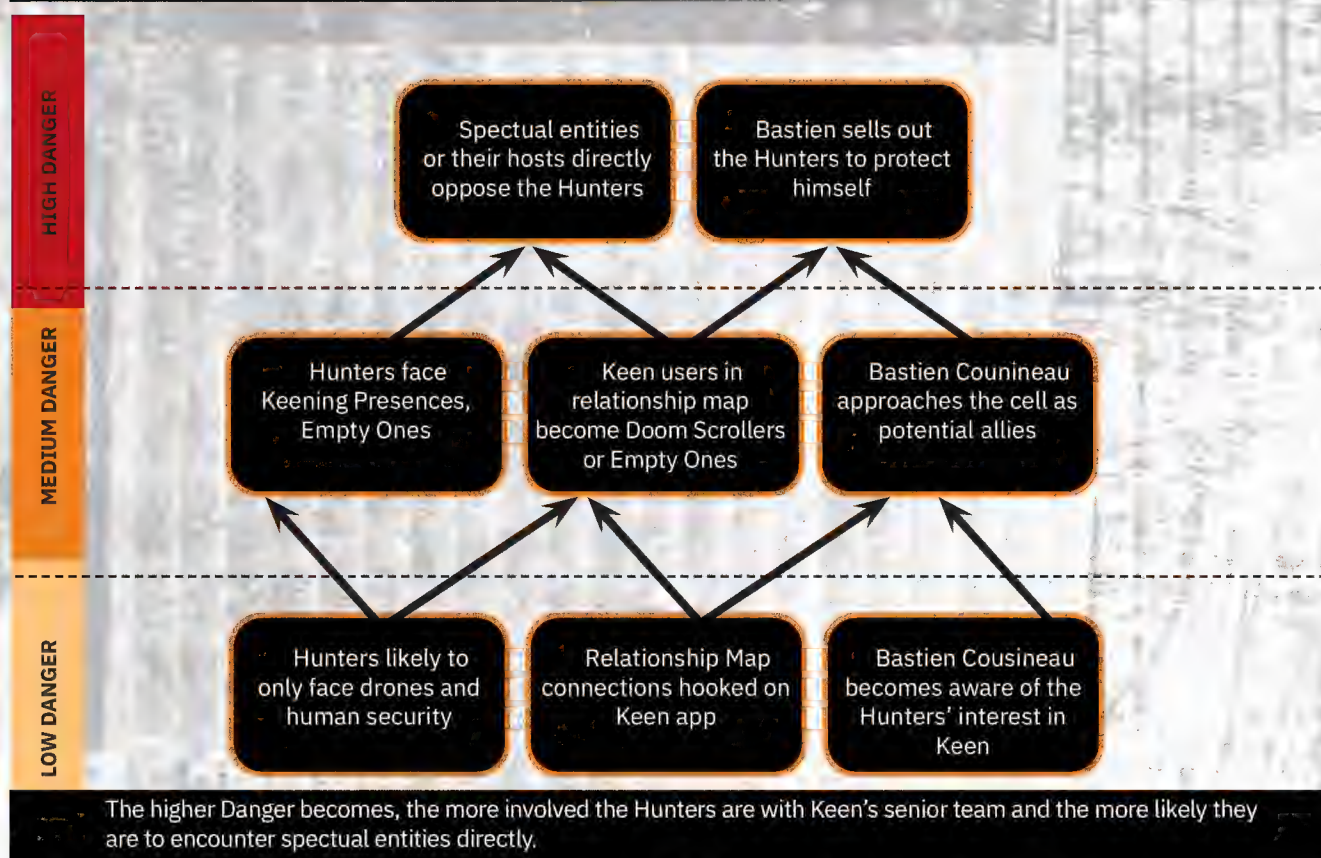 HIGH DANGER
Spectual entities
or their hosts directly
oppose the Hunters
Bastien sells out
the Hunters to protect
himself
MEDIUM DANGER
Hunters face
Keening Presences,
Empty Ones
Keen users in
relationship map
become Doom Scrollers
or Empty Ones
Bastien Counineau
approaches the cell as
potential allies
LOW DANGER
Hunters likely to
only face drones and
human security
Relationship Map
connections hooked on
Keen app
Bastien Cousineau
becomes aware of the
Hunters' interest in
Keen
The higher Danger becomes, the more involved the Hunters are with Keen's senior team and the more likely they
are to encounter spectual entities directly.